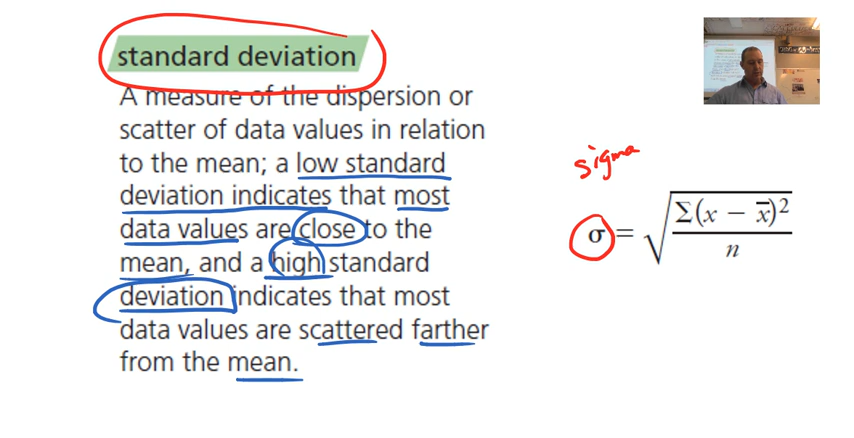 standard deviation
A measure of the dispersion or
scatter of data values in relation
to the mean; a low standard
deviation indicates that most
data values are close to the
mean, and a high standard
deviation indicates that most
data values are scattered farther
from the mean.
sigma
σ = √(Σ(x − x̄)²/n)